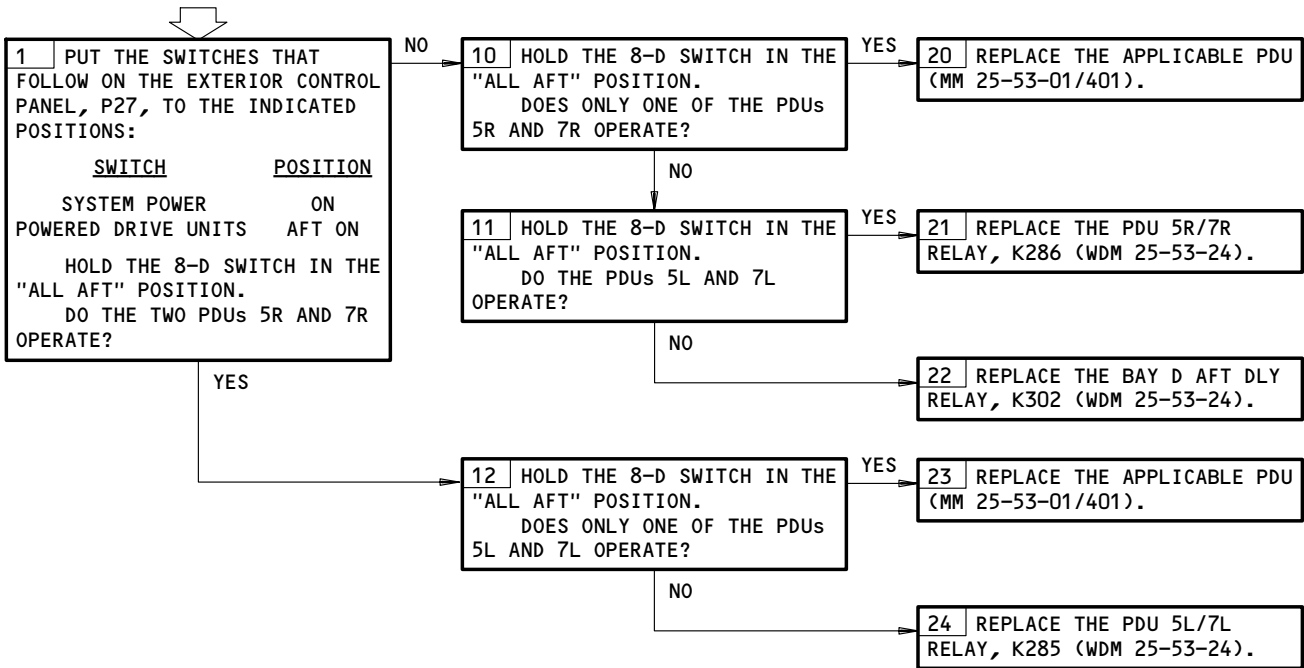 1 PUT THE SWITCHES THAT
FOLLOW ON THE EXTERIOR CONTROL
PANEL, P27, TO THE INDICATED
POSITIONS:
SWITCH POSITION
SYSTEM POWER ON
POWERED DRIVE UNITS AFT ON
HOLD THE 8-D SWITCH IN THE
"ALL AFT" POSITION.
DO THE TWO PDUs 5R AND 7R
OPERATE?
NO
YES
10 HOLD THE 8-D SWITCH IN THE
"ALL AFT" POSITION.
DOES ONLY ONE OF THE PDUs
5R AND 7R OPERATE?
YES
NO
20 REPLACE THE APPLICABLE PDU
(MM 25-53-01/401).
11 HOLD THE 8-D SWITCH IN THE
"ALL AFT" POSITION.
DO THE PDUs 5L AND 7L
OPERATE?
YES
NO
21 REPLACE THE PDU 5R/7R
RELAY, K286 (WDM 25-53-24).
22 REPLACE THE BAY D AFT DLY
RELAY, K302 (WDM 25-53-24).
12 HOLD THE 8-D SWITCH IN THE
"ALL AFT" POSITION.
DOES ONLY ONE OF THE PDUs
5L AND 7L OPERATE?
YES
NO
23 REPLACE THE APPLICABLE PDU
(MM 25-53-01/401).
24 REPLACE THE PDU 5L/7L
RELAY, K285 (WDM 25-53-24).